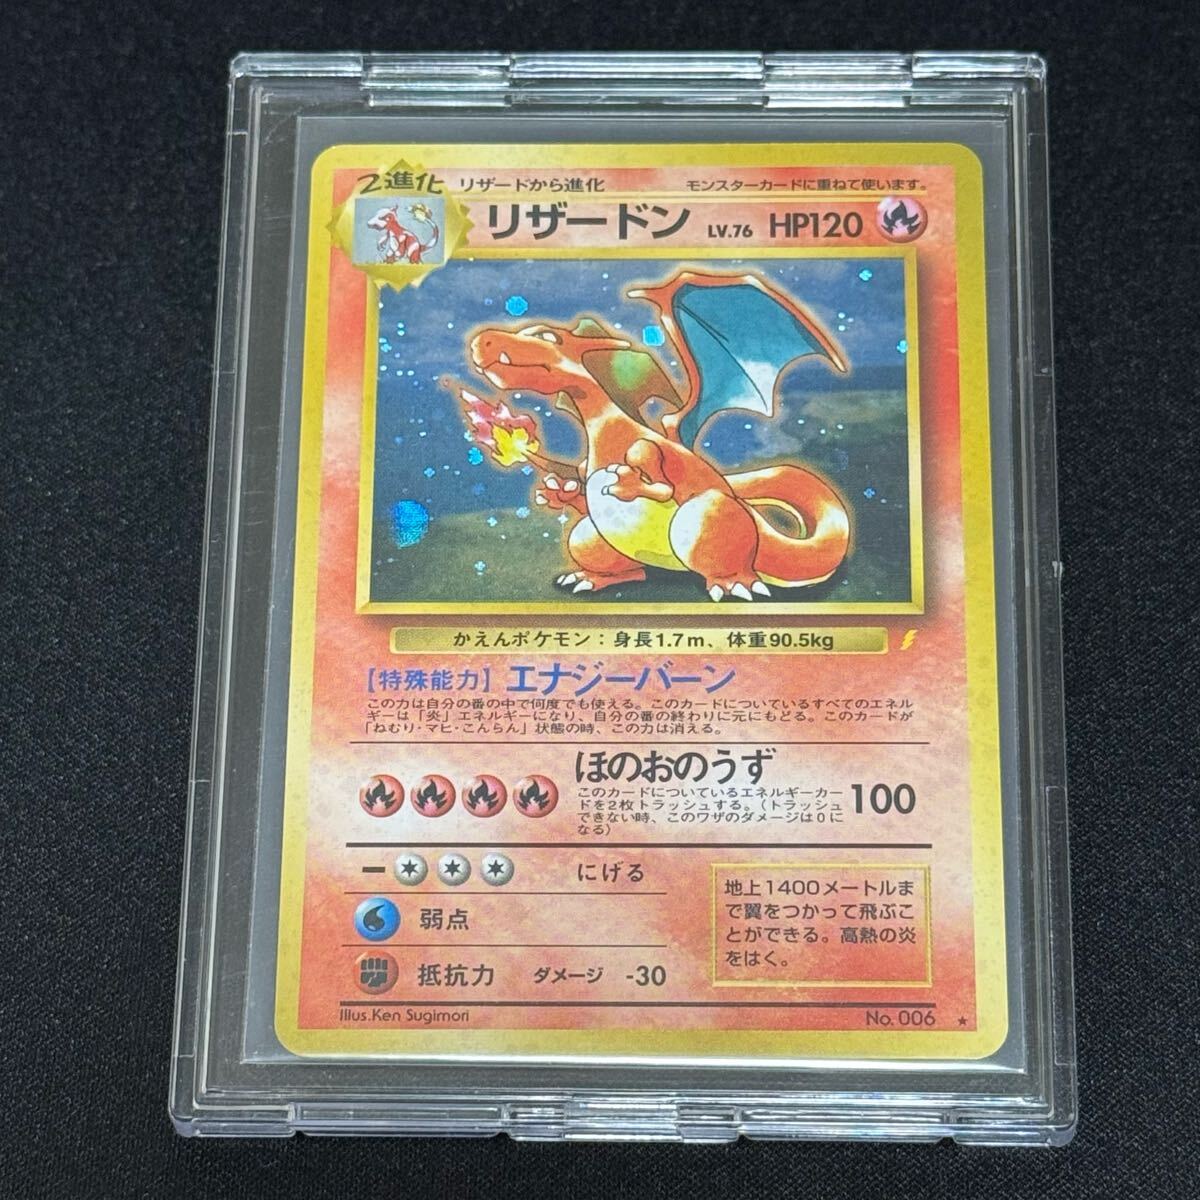 2進化 リザードから進化 モンスターカードに重ねて使います。
リザードン LV.76 HP120
かえんポケモン：身長1.7m、体重90.5kg
【特殊能力】エナジーバーン
この力は自分の番の中で何度でも使える。このカードについているすべてのエネル
ギーは「炎」エネルギーになり、自分の番の終わりに元にもどる。このカードが
「ねむり・マヒ・こんらん」状態の時、この力は消える。
ほのおのうず
このカードについているエネルギーカー
ドを2枚トラッシュする。（トラッシュ
できない時、このワザのダメージは0に
なる）
100
にげる
弱点
抵抗力 ダメージ -30
地上1400メートルま
で翼をつかって飛ぶこ
とができる。高熱の炎
をはく。
Illus.Ken Sugimori No. 006 ★